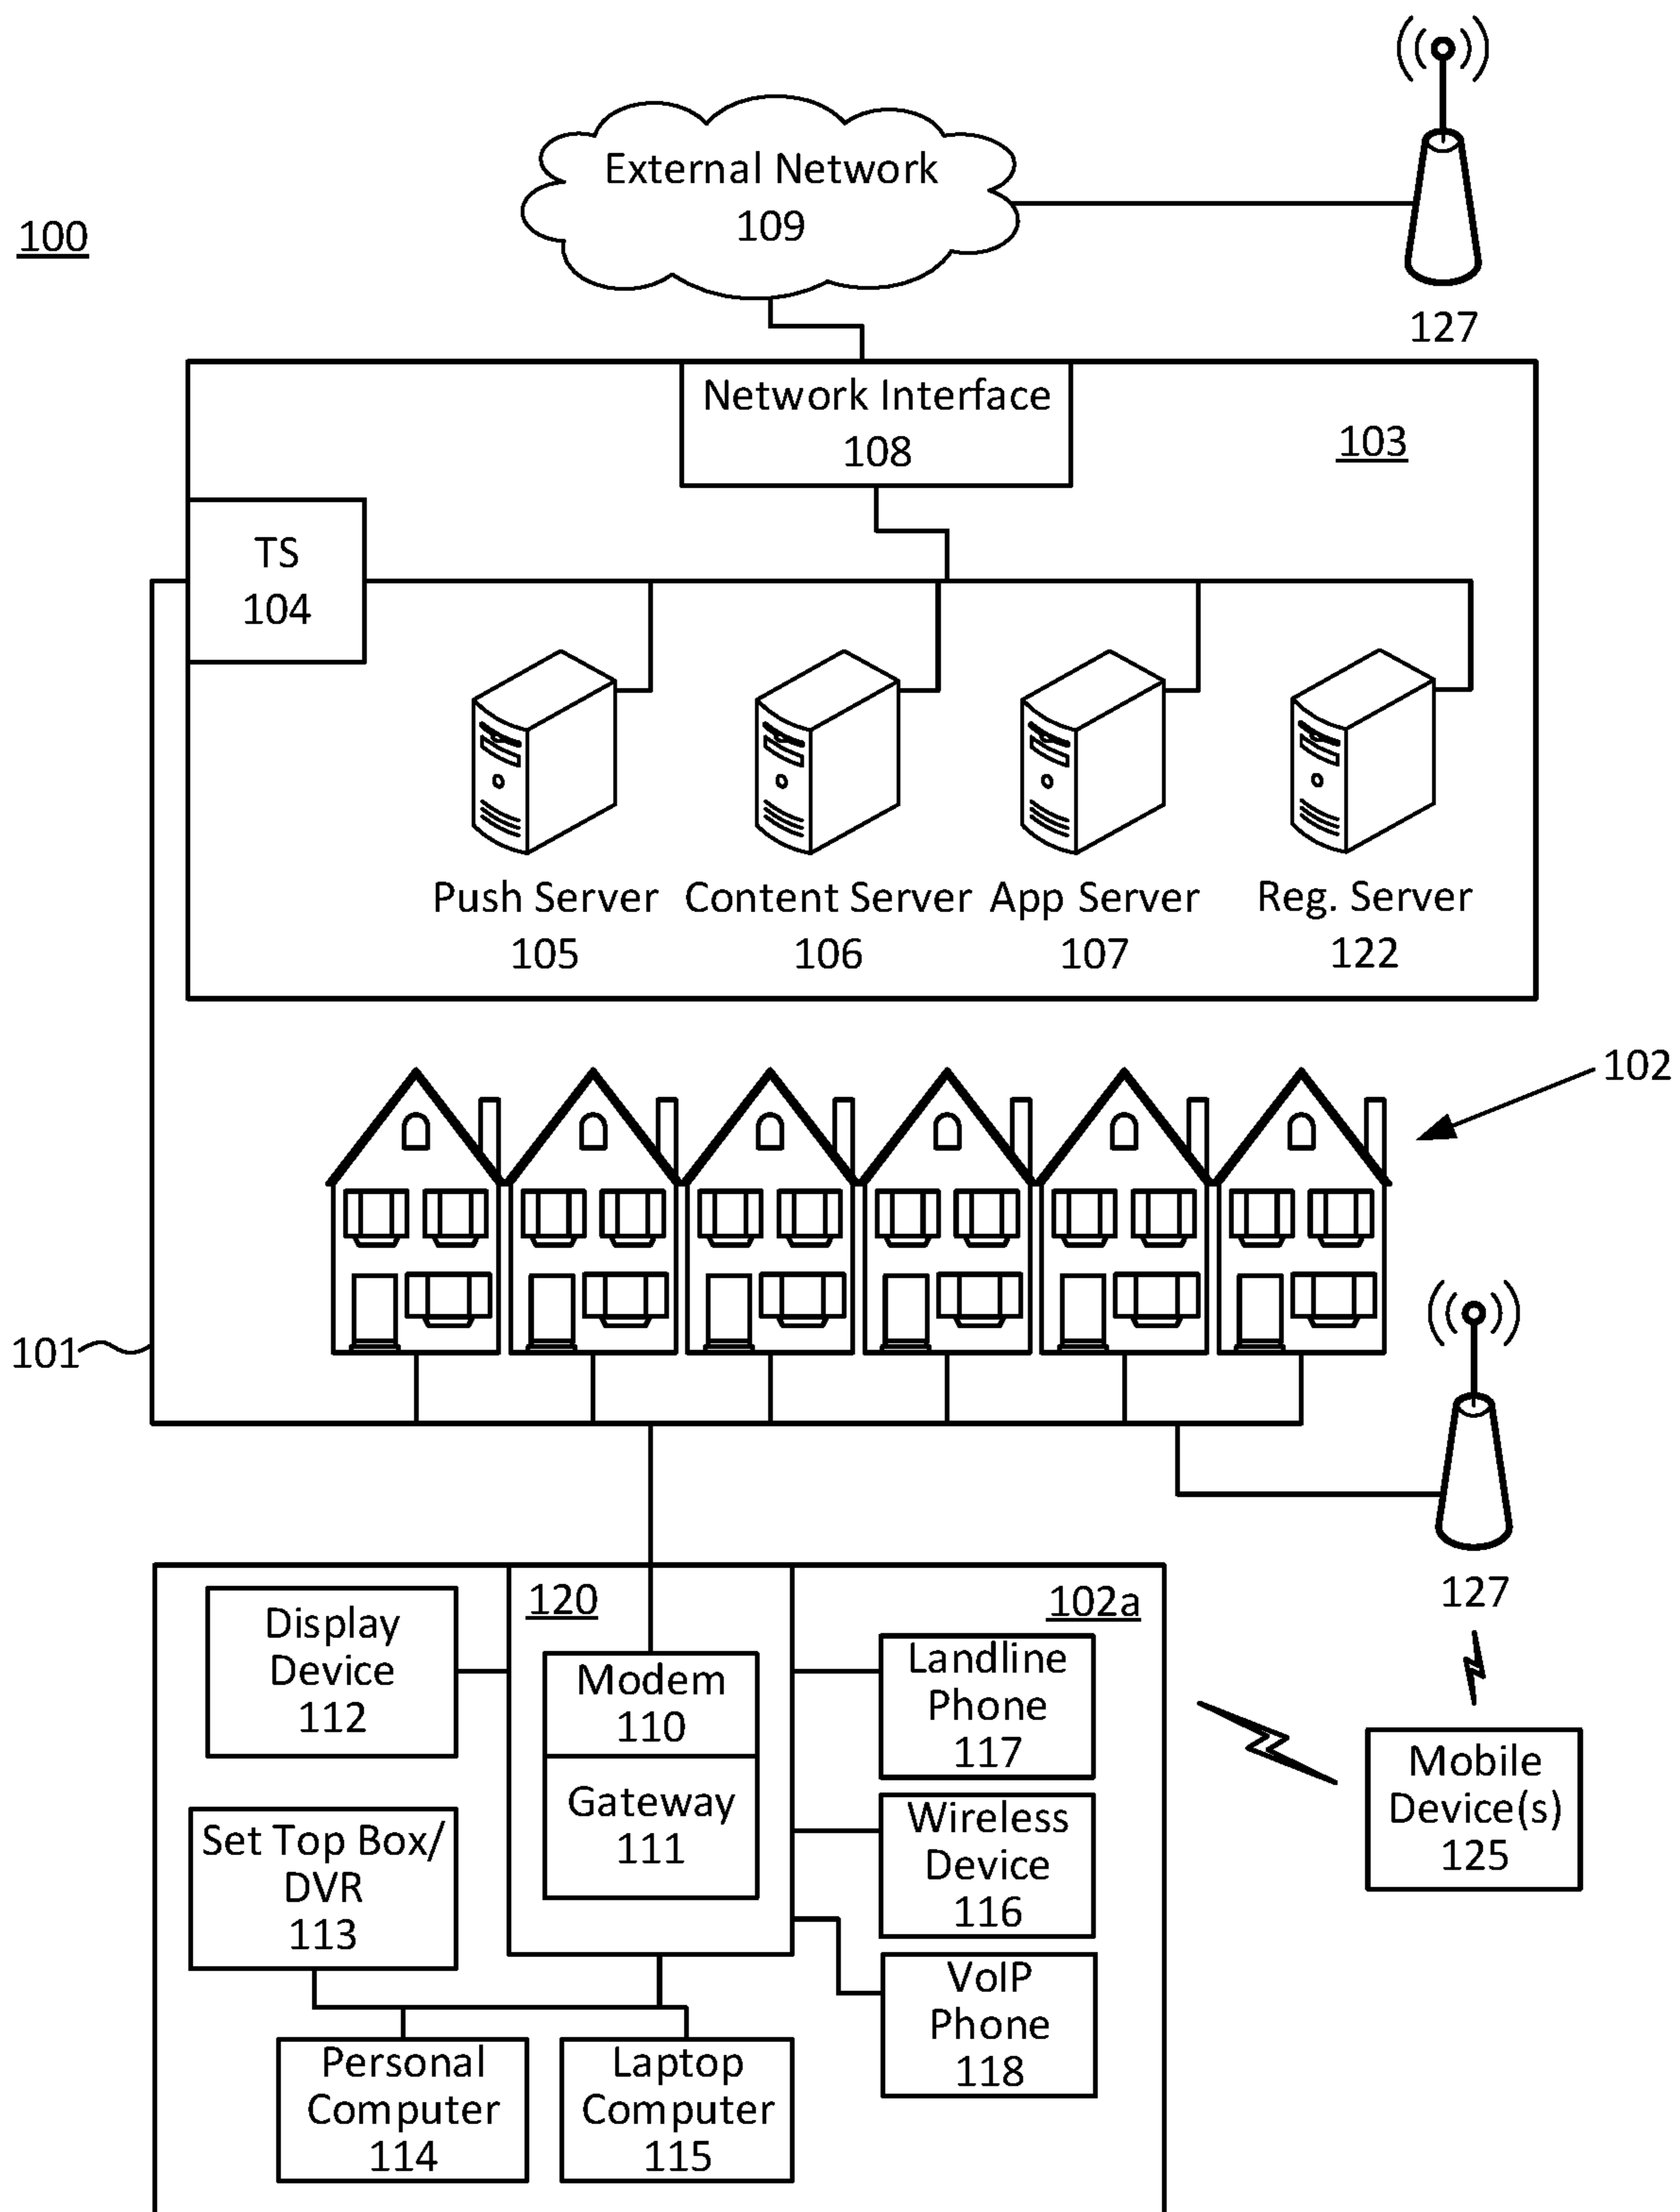 External Network
109
100
127
Network Interface
108
103
TS
104
Push Server
105
Content Server
106
App Server
107
Reg. Server
122
102
101
127
120
102a
Display
Device
112
Modem
110
Gateway
111
Landline
Phone
117
Set Top Box/
DVR
113
Wireless
Device
116
Mobile
Device(s)
125
VoIP
Phone
118
Personal
Computer
114
Laptop
Computer
115